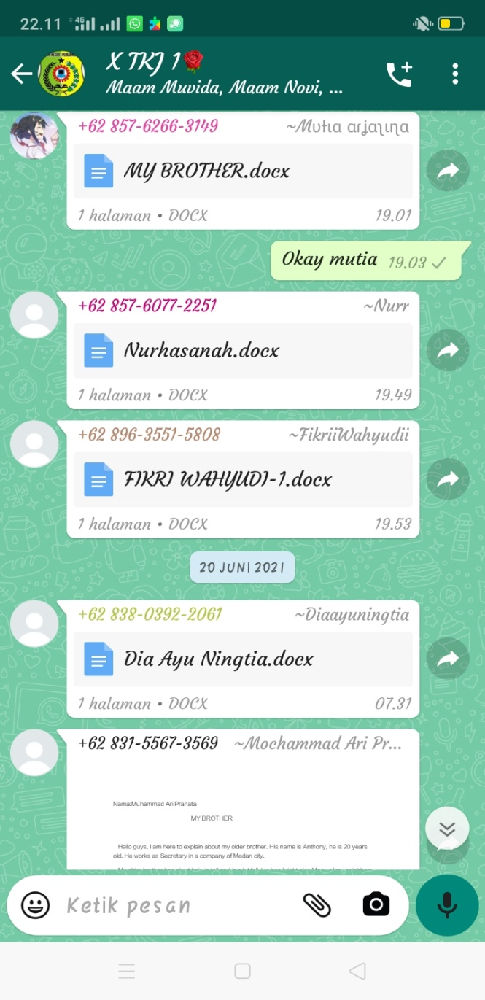 22.11 4G
X TKJ 1🌹
Maam Muvida, Maam Novi, ...
+62 857-6266-3149 ~Mutia arjalina
MY BROTHER.docx
1 halaman • DOCX 19.01
Okay mutia 19.03
+62 857-6077-2251 ~Nurr
Nurhasanah.docx
1 halaman • DOCX 19.49
+62 896-3551-5808 ~FikriiWahyudii
FIKRI WAHYUDI-1.docx
1 halaman • DOCX 19.53
20 JUNI 2021
+62 838-0392-2061 ~Diaayuningtia
Dia Ayu Ningtia.docx
1 halaman • DOCX 07.31
+62 831-5567-3569 ~Mochammad Ari Pr...
Nama:Muhammad Ari Pranata
MY BROTHER
Hello guys, I am here to explain about my older brother. His name is Anthony, he is 20 years
old. He works as Secretary in a company of Medan city.
Ketik pesan